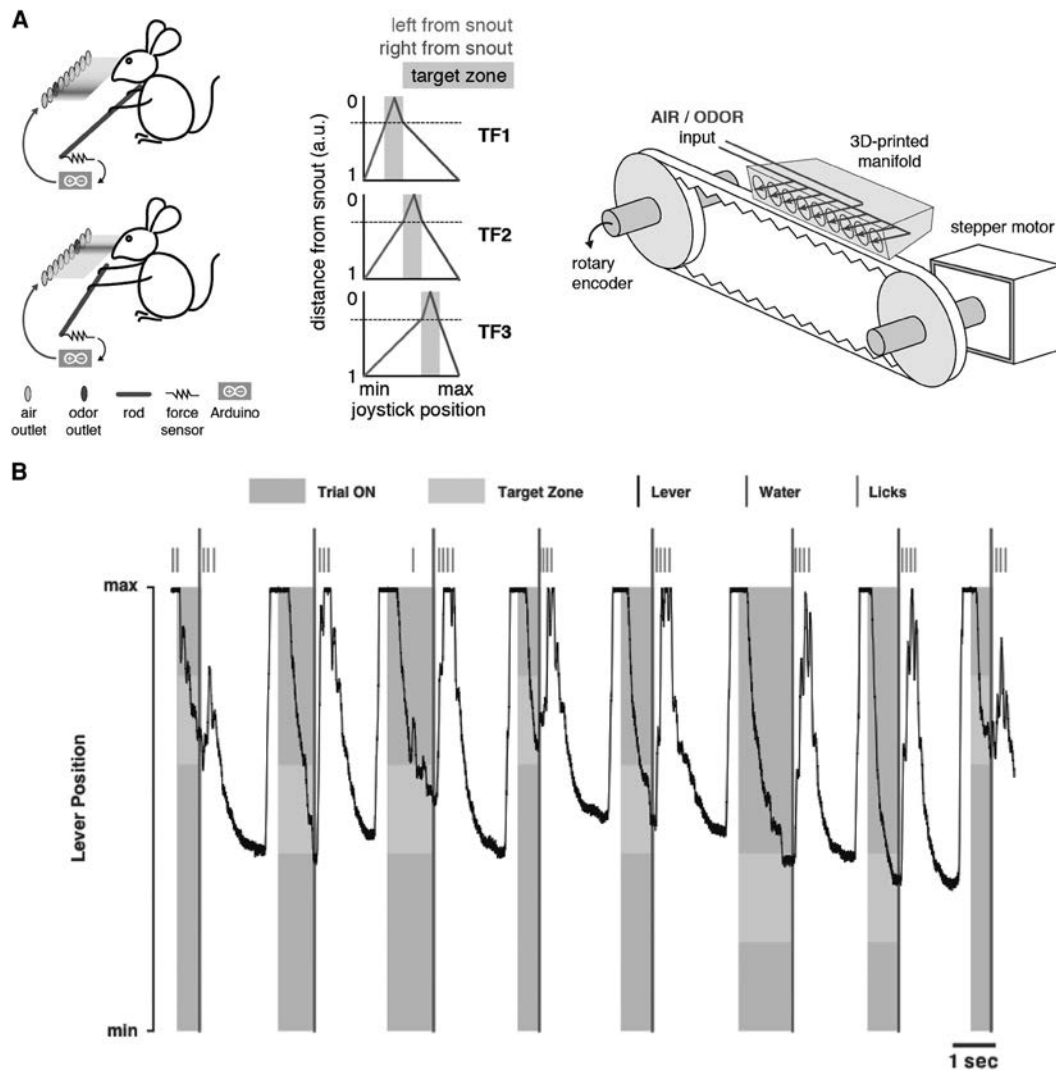 A
left from snout
right from snout
target zone
distance from snout (a.u.)
0
1
TF1
0
1
TF2
0
1
TF3
min
max
joystick position
air
outlet
odor
outlet
rod
force
sensor
Arduino
AIR / ODOR
input
3D-printed
manifold
stepper motor
rotary
encoder
B
Trial ON
Target Zone
Lever
Water
Licks
max
Lever Position
min
1 sec